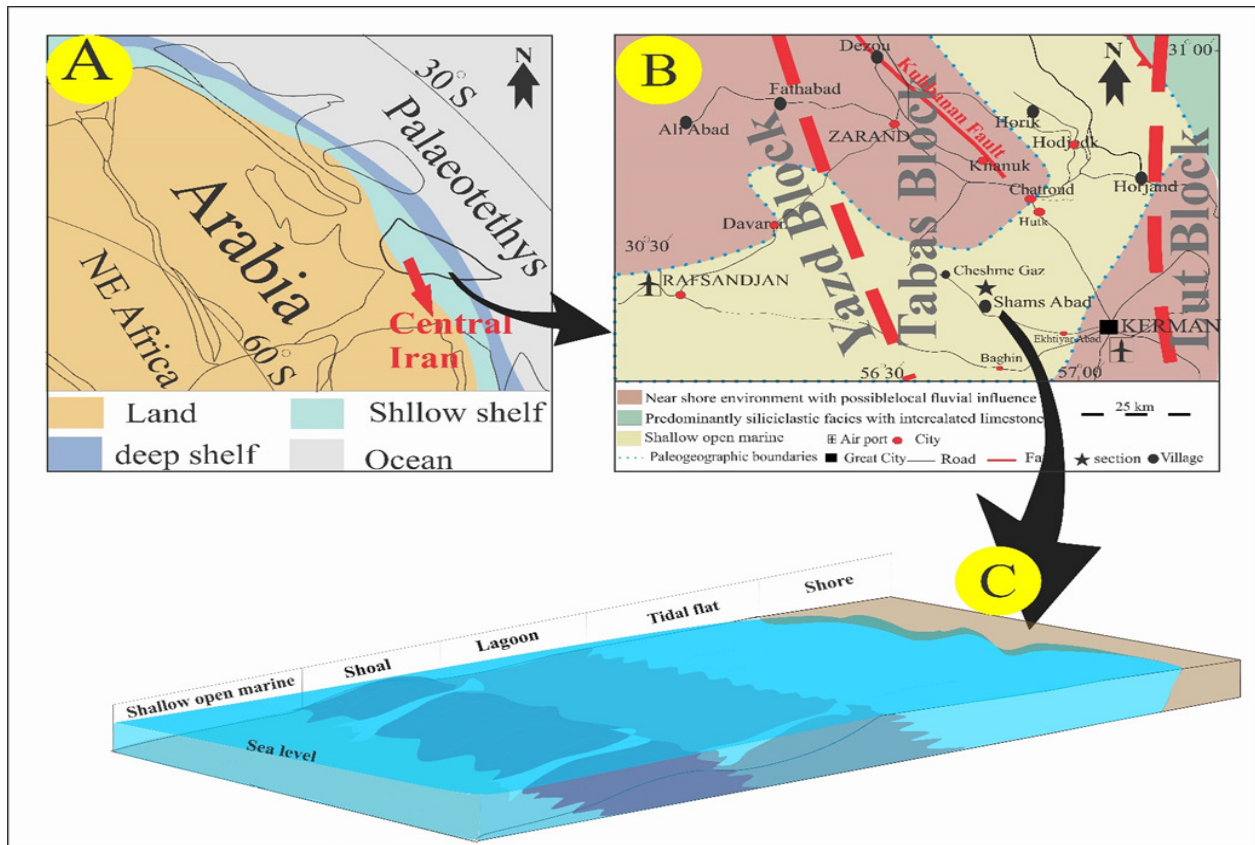 A
N
30°S
Palaeotethys
Arabia
NE Africa
60°S
Central
Iran
Land
Shllow shelf
deep shelf
Ocean
B
N
31 00
Dezou
Kuhbanan Fault
Fathabad
Ali Abad
ZARAND
Horik
Hodjedk
Khanuk
Horjand
Chatroud
Hutk
Davaran
30 30
RAFSANDJAN
Cheshme Gaz
Shams Abad
KERMAN
Ekhtiyar Abad
Baghin
56 30
57 00
Yazd Block
Tabas Block
Lut Block
Near shore environment with possiblelocal fluvial influence
Predominantly siliciclastic facies with intercalated limestone
25 km
Shallow open marine
Air port
City
Paleogeographic boundaries
Great City
Road
Fa
section
Village
C
Shore
Tidal flat
Lagoon
Shoal
Shallow open marine
Sea level